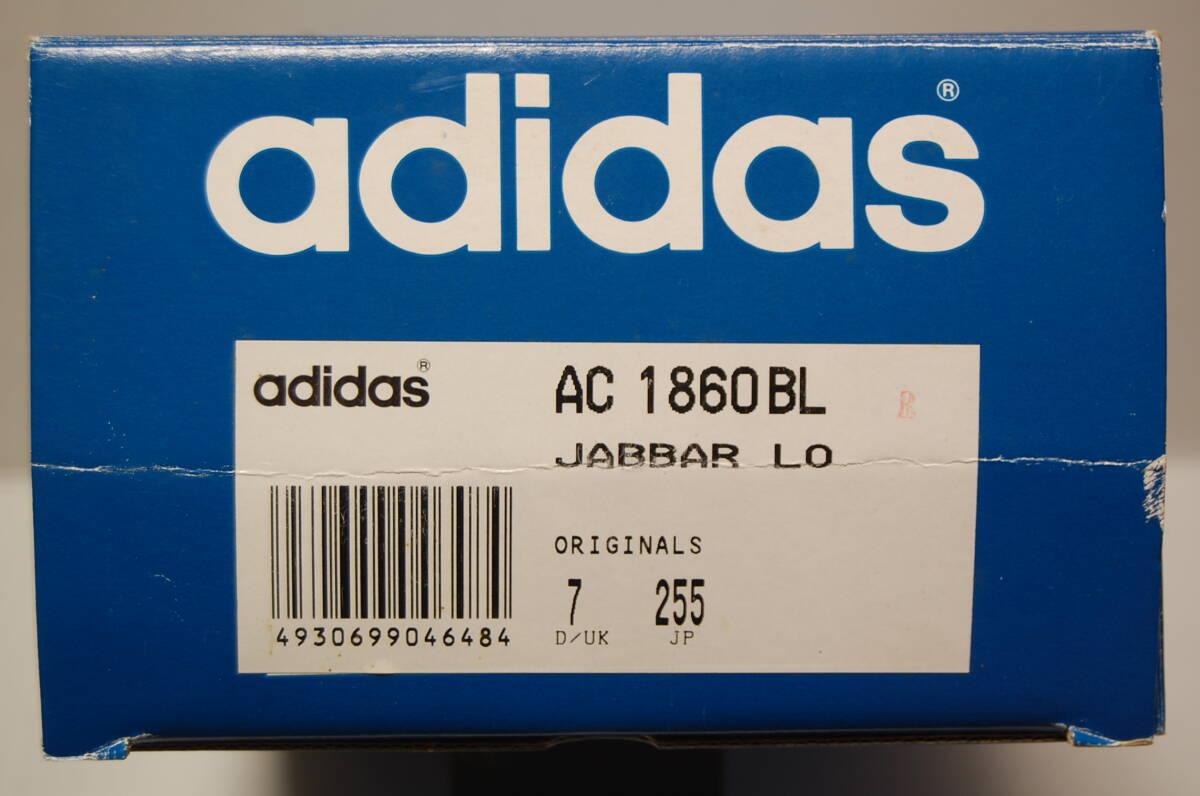 adidas®
adidas®
AC 1860BL
JABBAR LO
ORIGINALS
7 255
D/UK JP
4930699046484